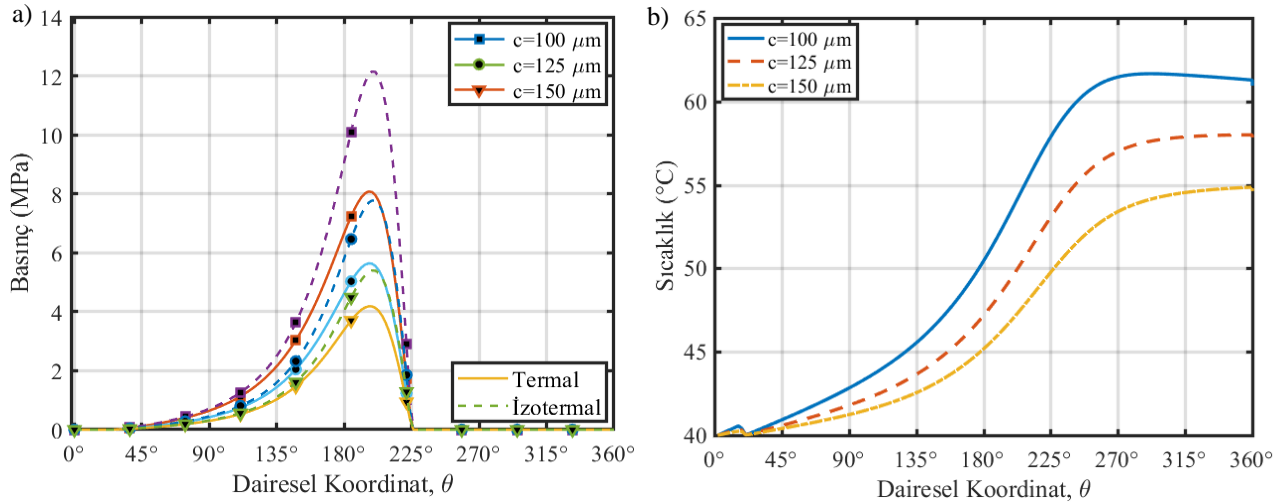 a)
14
12
10
8
6
4
2
0
Basınç (MPa)
c=100 μm
c=125 μm
c=150 μm
Termal
İzotermal
0° 45° 90° 135° 180° 225° 270° 315° 360°
Dairesel Koordinat, θ
b)
65
60
55
50
45
40
Sıcaklık (°C)
c=100 μm
c=125 μm
c=150 μm
0° 45° 90° 135° 180° 225° 270° 315° 360°
Dairesel Koordinat, θ